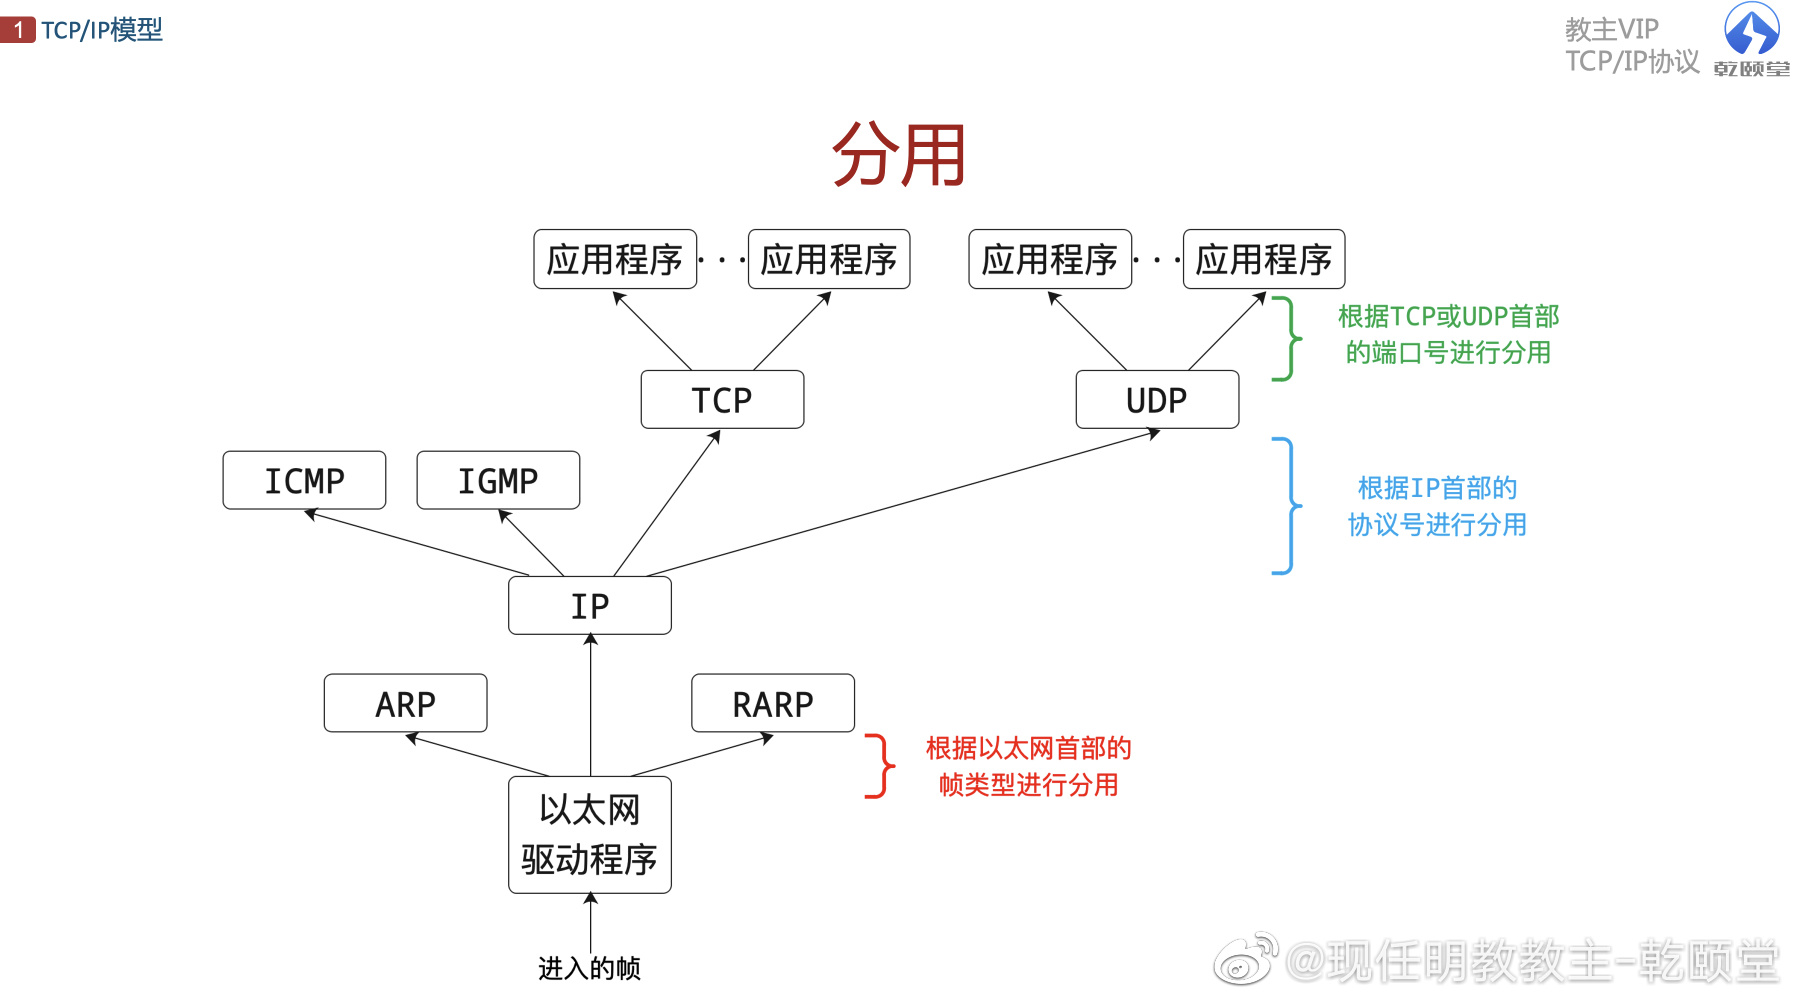 1 TCP/IP模型
教主VIP
TCP/IP协议
乾颐堂
分用
应用程序 ··· 应用程序 应用程序 ··· 应用程序
根据TCP或UDP首部
的端口号进行分用
TCP UDP
ICMP IGMP
根据IP首部的
协议号进行分用
IP
ARP RARP
根据以太网首部的
帧类型进行分用
以太网
驱动程序
进入的帧
@现任明教教主-乾颐堂